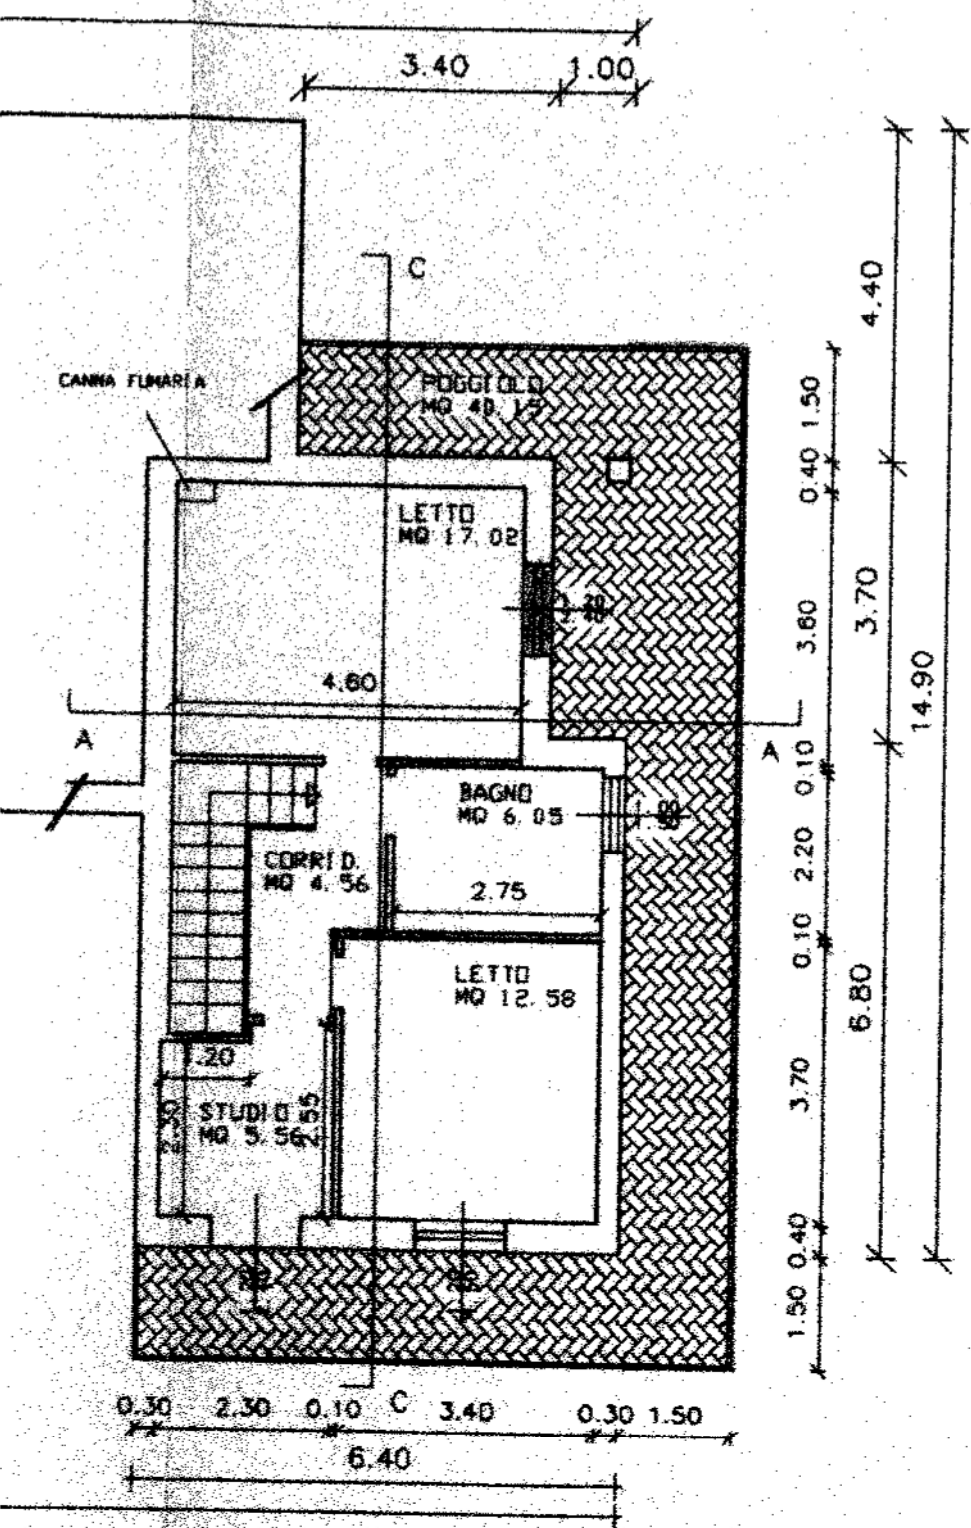 3.40
1.00
C
4.40
CANNA FUMARIA
POGGIOLO
MQ 40.15
1.50
0.40
LETTO
MQ 17.02
3.70
3.60
14.90
4.60
A
A
0.10
BAGNO
MQ 6.05
CORRID.
MQ 4.56
2.20
2.75
0.10
LETTO
MQ 12.58
6.80
1.20
3.70
STUDIO
MQ 5.56
2.55
0.40
1.50
0.30
2.30
0.10
C
3.40
0.30
1.50
6.40